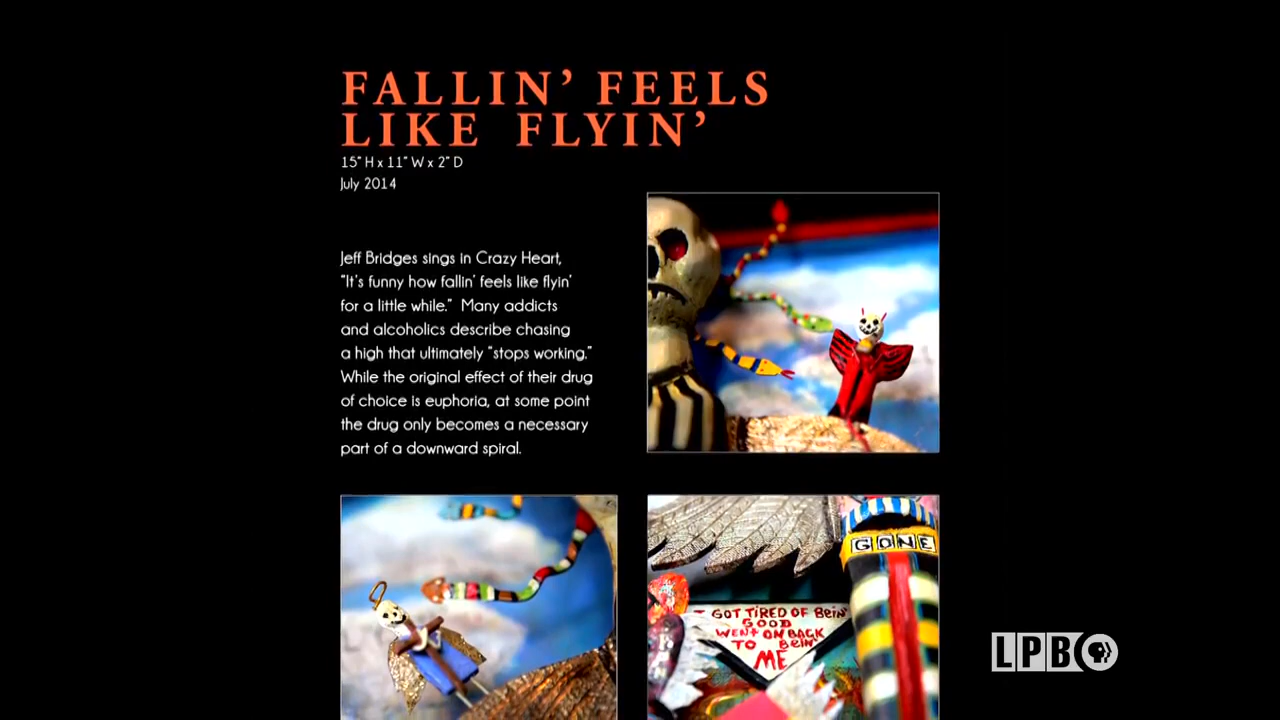 FALLIN’ FEELS
LIKE FLYIN’
15” H x 11” W x 2” D
July 2014
Jeff Bridges sings in Crazy Heart,
“It’s funny how fallin’ feels like flyin’
for a little while.” Many addicts
and alcoholics describe chasing
a high that ultimately “stops working.”
While the original effect of their drug
of choice is euphoria, at some point
the drug only becomes a necessary
part of a downward spiral.
GONE
GOT TIRED OF BEiN'
GOOD
WENT ON BACK
TO BEiN'
ME
LPB